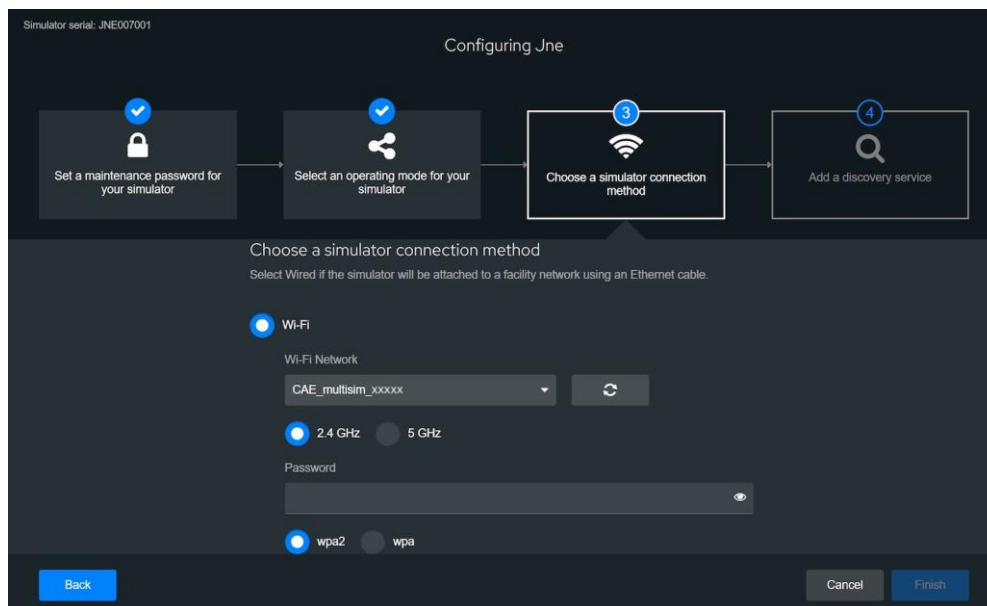 Simulator serial: JNE007001
Configuring Jne
3
4
Set a maintenance password for
your simulator
Select an operating mode for your
simulator
Choose a simulator connection
method
Add a discovery service
Choose a simulator connection method
Select Wired if the simulator will be attached to a facility network using an Ethernet cable.
Wi-Fi
Wi-Fi Network
CAE_multisim_xxxxx
2.4 GHz 5 GHz
Password
wpa2 wpa
Back Cancel Finish